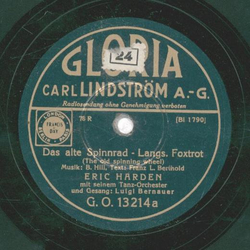 GLORIA
24
CARL LINDSTRÖM A.-G.
Radiosendung ohne Genehmigung verboten
LONDON
(BI 1790)
Das alte Spinnrad - Langs. Foxtrot
(The old spinning wheel)
Musik: B. Hill, Text: Franz L. Berthold
ERIC HARDEN
mit seinem Tanz-Orchester
und Gesang: Luigi Bernauer
G. O. 13214a